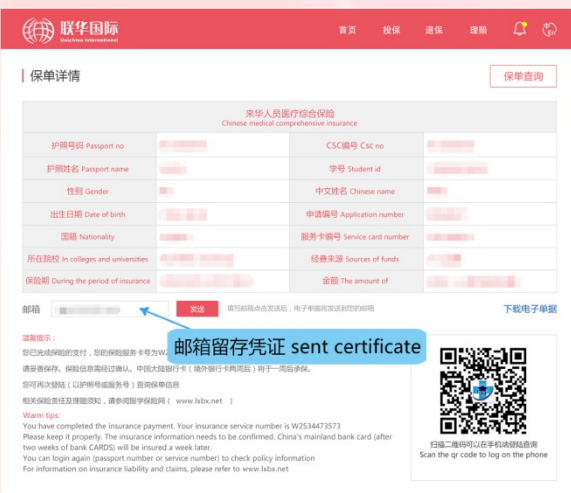 联华国际
Unichina international
首页 投保 退保 理赔
保单详情
保单查询
来华人员医疗综合保险
Chinese medical comprehensive insurance
护照号码 Passport no
CSC编号 Csc no
护照姓名 Passport name
学号 Student id
性别 Gender
中文姓名 Chinese name
出生日期 Date of birth
申请编号 Application number
国籍 Nationality
服务卡编号 Service card number
所在院校 In colleges and universities
经费来源 Sources of funds
保险期 During the period of insurance
金额 The amount of
邮箱
发送
填写邮箱点击发送后,电子单据将发送到您的邮箱
下载电子单据
邮箱留存凭证 sent certificate
温馨提示:
您已完成保险的支付,您的保险服务卡号为W2
请妥善保存。保险信息需经过确认。中国大陆银行卡(境外银行卡两周后)将于一周后承保。
您可再次登陆(以护照号或服务号)查询保单信息
相关保险责任及理赔须知,请参阅留学保险网( www.lxbx.net )
Warm tips:
You have completed the insurance payment. Your insurance service number is W2534473573
Please keep it properly. The insurance information needs to be confirmed. China's mainland bank card (after
two weeks of bank CARDS) will be insured a week later.
You can login again (passport number or service number) to check policy information
For information on insurance liability and claims, please refer to www.lxbx.net
扫描二维码可以在手机端登陆查询
Scan the qr code to log on the phone